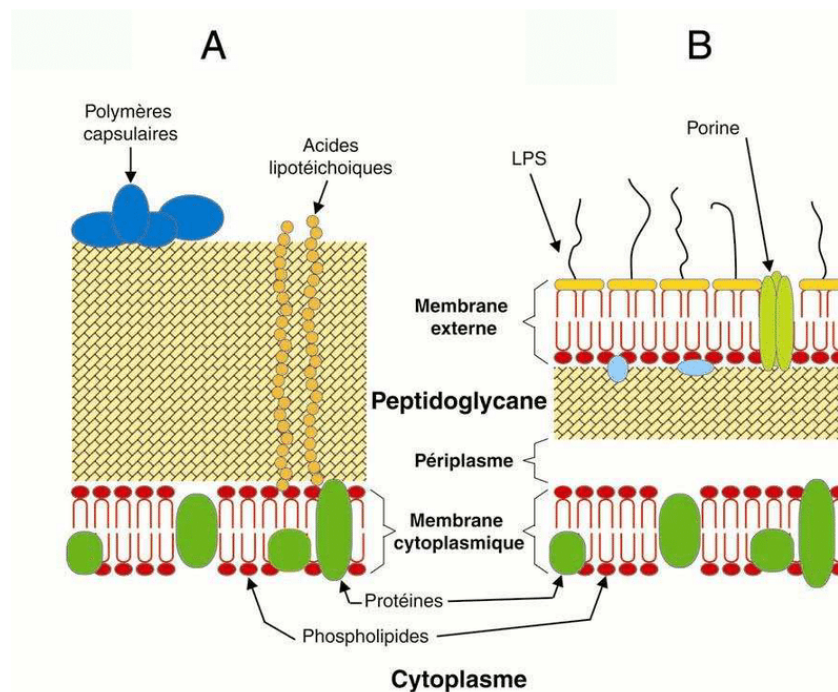 A
B
Polymères
capsulaires
Acides
lipotéichoiques
LPS
Porine
Membrane
externe
Peptidoglycane
Périplasme
Membrane
cytoplasmique
Protéines
Phospholipides
Cytoplasme